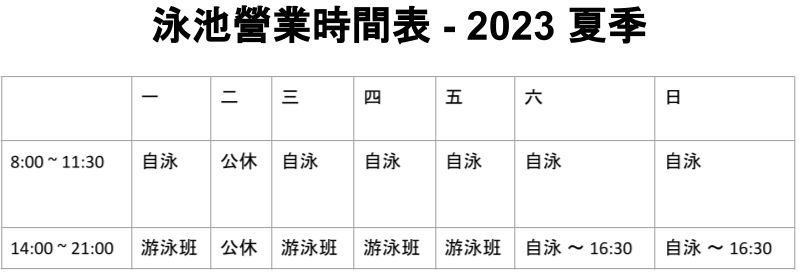 泳池營業時間表 - 2023 夏季
一 二 三 四 五 六 日
8:00 ~ 11:30 自泳 公休 自泳 自泳 自泳 自泳 自泳
14:00 ~ 21:00 游泳班 公休 游泳班 游泳班 游泳班 自泳 ～ 16:30 自泳 ～ 16:30